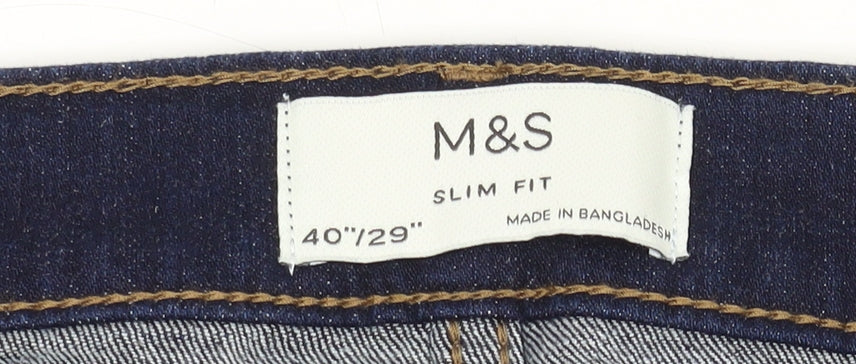 M&S
SLIM FIT
40"/29"
MADE IN BANGLADESH